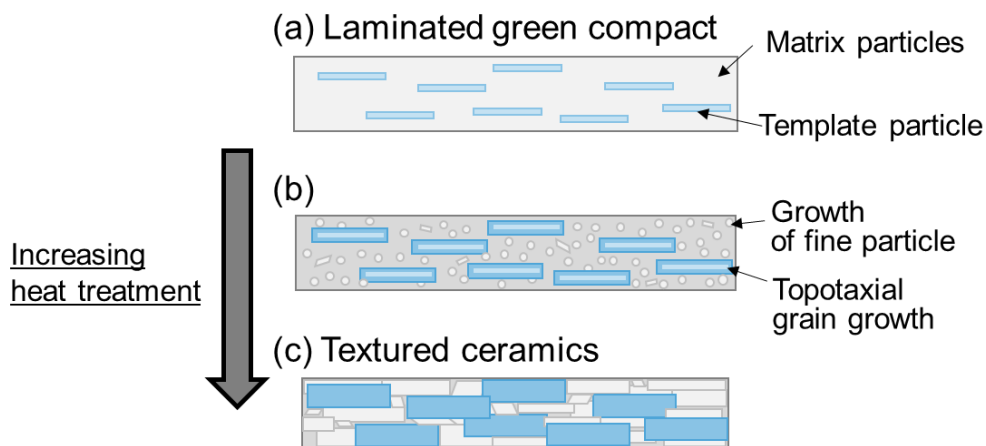 (a) Laminated green compact
Matrix particles
Template particle
(b)
Growth
of fine particle
Increasing
heat treatment
Topotaxial
grain growth
(c) Textured ceramics